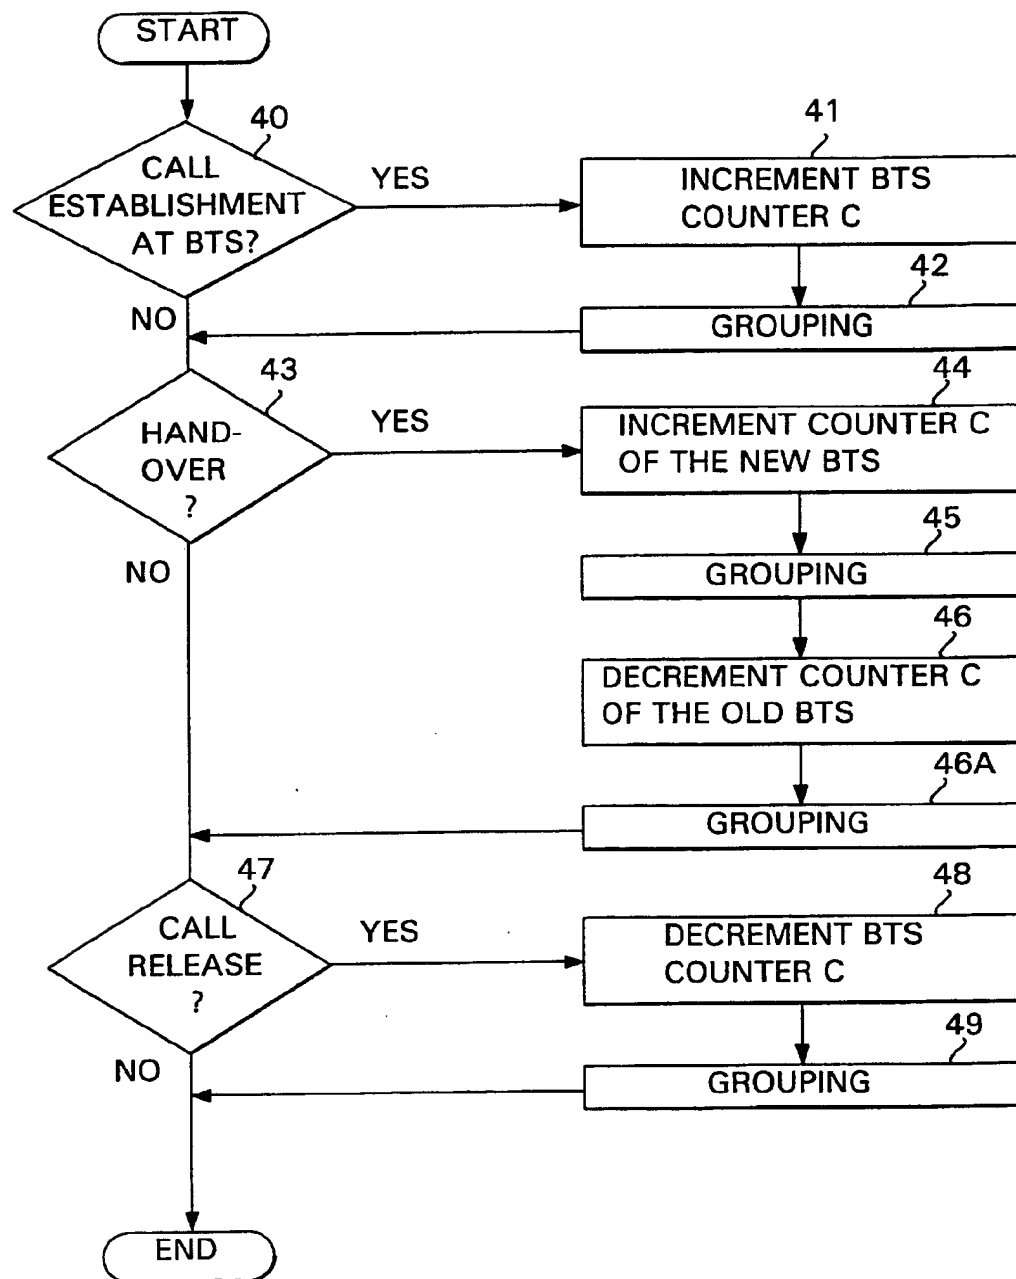 START
40
CALL
ESTABLISHMENT
AT BTS?
YES
41
INCREMENT BTS
COUNTER C
42
GROUPING
NO
43
HAND-
OVER
?
YES
44
INCREMENT COUNTER C
OF THE NEW BTS
45
GROUPING
46
DECREMENT COUNTER C
OF THE OLD BTS
46A
GROUPING
NO
47
CALL
RELEASE
?
YES
48
DECREMENT BTS
COUNTER C
49
GROUPING
NO
END